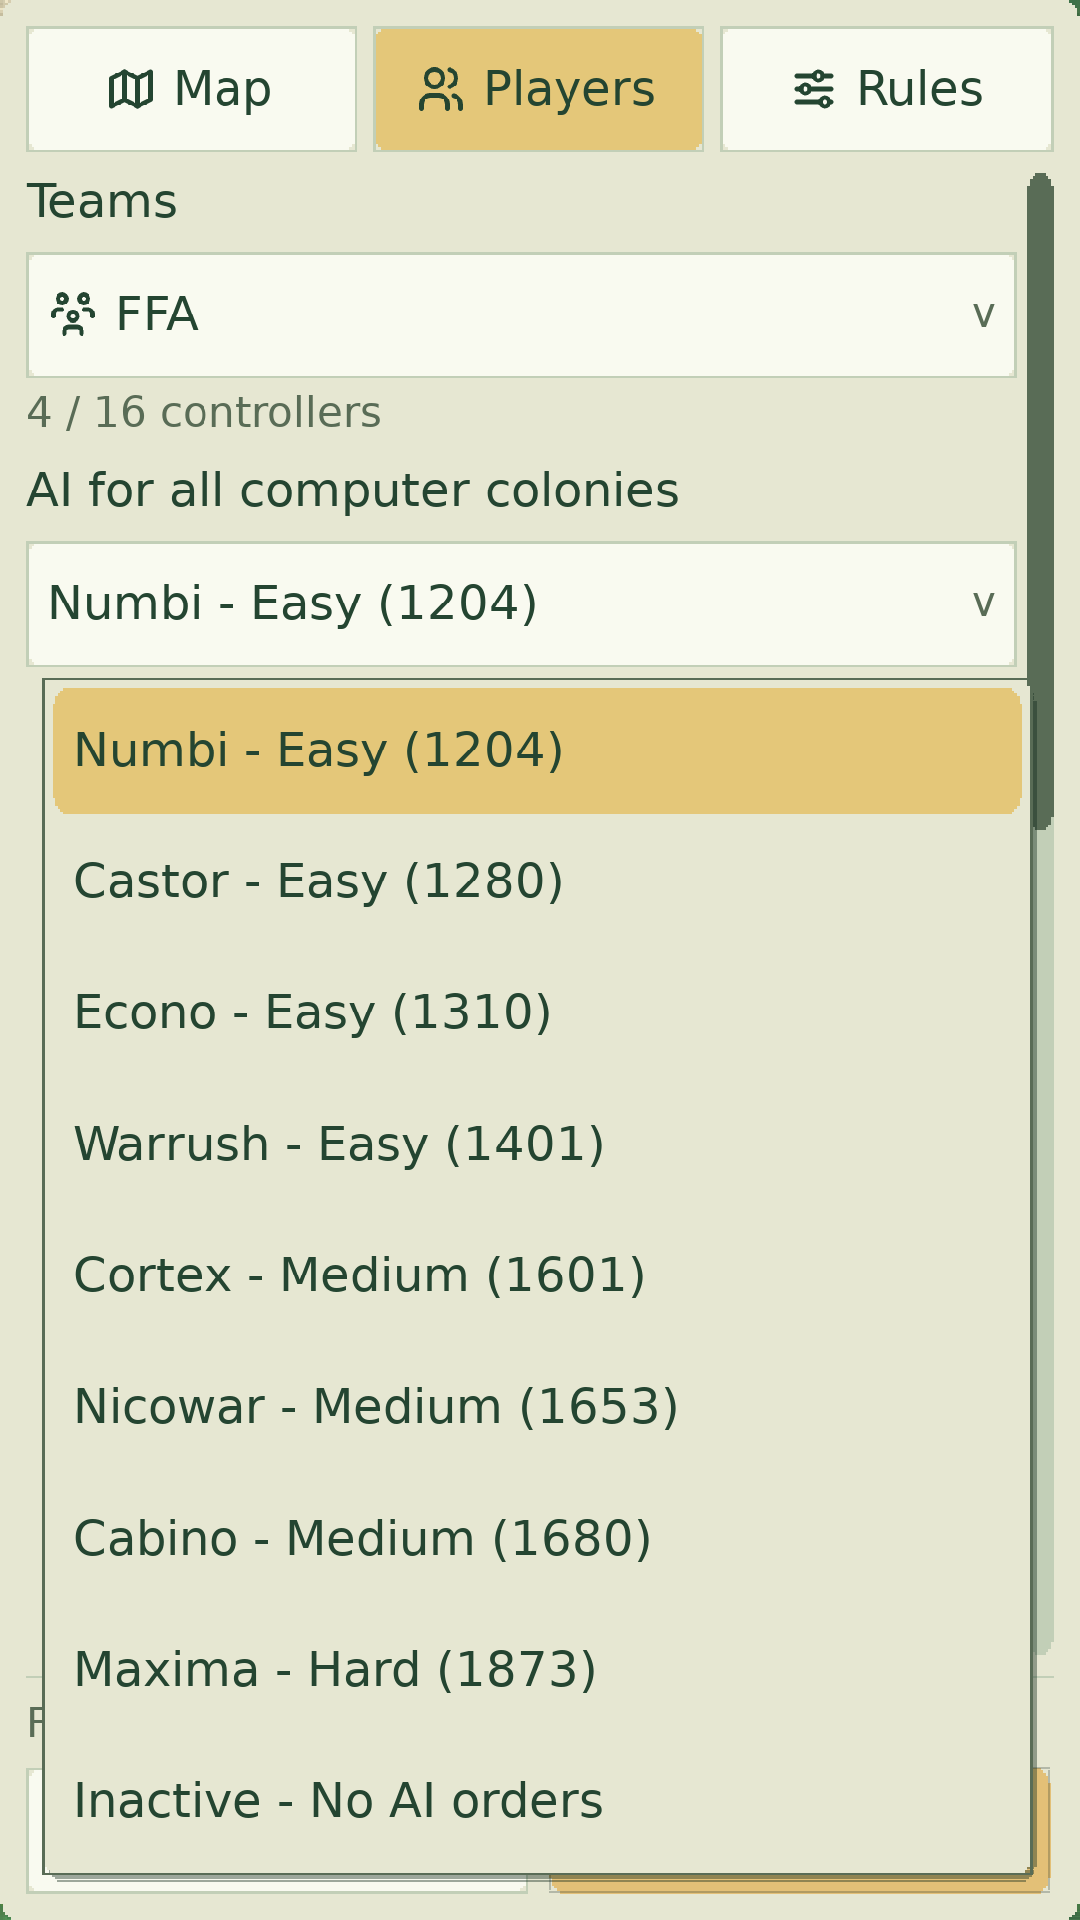 Map
Players
Rules
Teams
FFA v
4 / 16 controllers
AI for all computer colonies
Numbi - Easy (1204) v
Numbi - Easy (1204)
Castor - Easy (1280)
Econo - Easy (1310)
Warrush - Easy (1401)
Cortex - Medium (1601)
Nicowar - Medium (1653)
Cabino - Medium (1680)
Maxima - Hard (1873)
Inactive - No AI orders